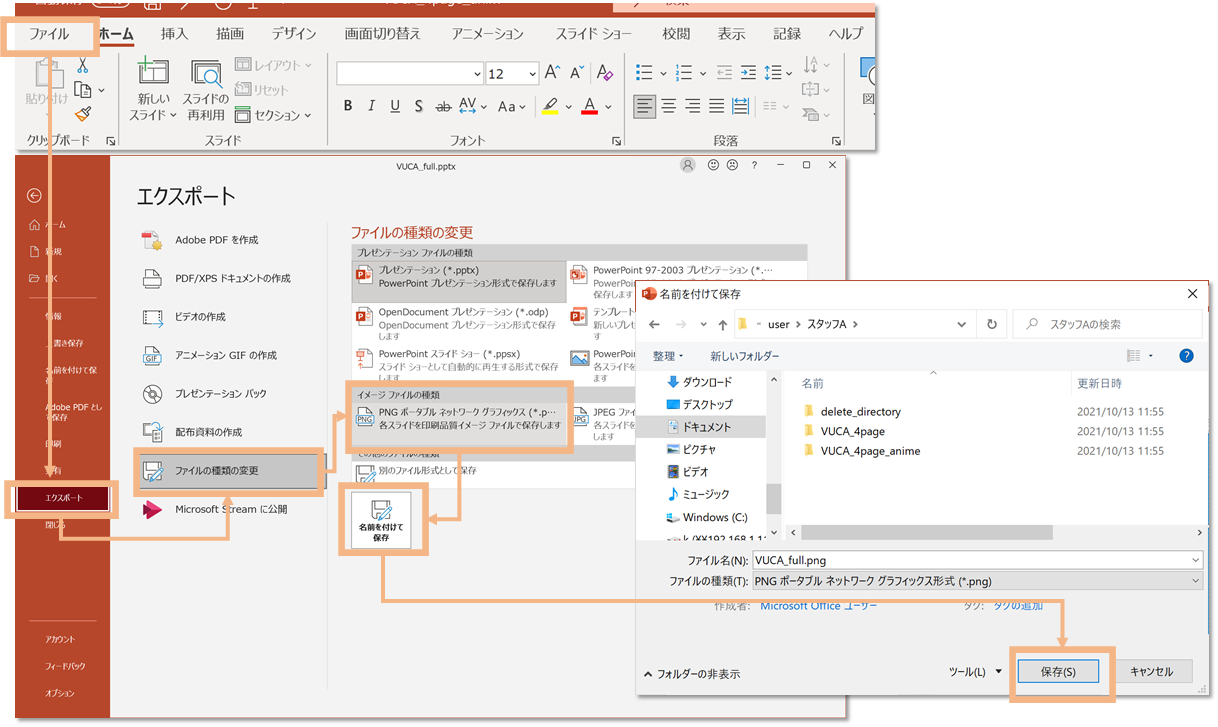 ファイル
ホーム
挿入
描画
デザイン
画面切り替え
アニメーション
スライド ショー
校閲
表示
記録
ヘルプ
貼り付け
新しい
スライド
スライドの
再利用
レイアウト
リセット
セクション
12
B I U S ab AV Aa A
クリップボード
スライド
フォント
段落
VUCA_full.pptx
?
エクスポート
情報
名前を付けて保
Adobe PDF とし
て保存
印刷
エクスポート
閉じる
アカウント
フィードバック
オプション
Adobe PDF を作成
PDF/XPS ドキュメントの作成
ビデオの作成
アニメーション GIF の作成
プレゼンテーション パック
配布資料の作成
ファイルの種類の変更
Microsoft Stream に公開
ファイルの種類の変更
プレゼンテーション ファイルの種類
プレゼンテーション (*.pptx)
PowerPoint プレゼンテーション形式で保存します
PowerPoint 97-2003 プレゼンテーション (*.…
PowerPoi
保存します
OpenDocument プレゼンテーション (*.odp)
OpenDocument プレゼンテーション形式で保存
します
テンプレート
新しいプレゼ
PowerPoint スライド ショー (*.ppsx)
スライド ショーとして自動的に再生する形式で保存
します
PowerPoi
各スライドを
ます
イメージ ファイルの種類
PNG ポータブル ネットワーク グラフィックス (*.p…
各スライドを印刷品質イメージ ファイルで保存します
JPEG ファイ
各スライドを
します
その他のファイルの種類
別のファイル形式として保存
名前を付けて
保存
名前を付けて保存
user › スタッフA ›
スタッフAの検索
整理
新しいフォルダー
?
ダウンロード
デスクトップ
ドキュメント
ピクチャ
ビデオ
ミュージック
Windows (C:)
名前
更新日時
delete_directory 2021/10/13 11:55
VUCA_4page 2021/10/13 11:55
VUCA_4page_anime 2021/10/13 11:55
ファイル名(N): VUCA_full.png
ファイルの種類(T): PNG ポータブル ネットワーク グラフィックス形式 (*.png)
作成者: Microsoft Office ユーザー
タグ: タグの追加
フォルダーの非表示
ツール(L)
保存(S)
キャンセル